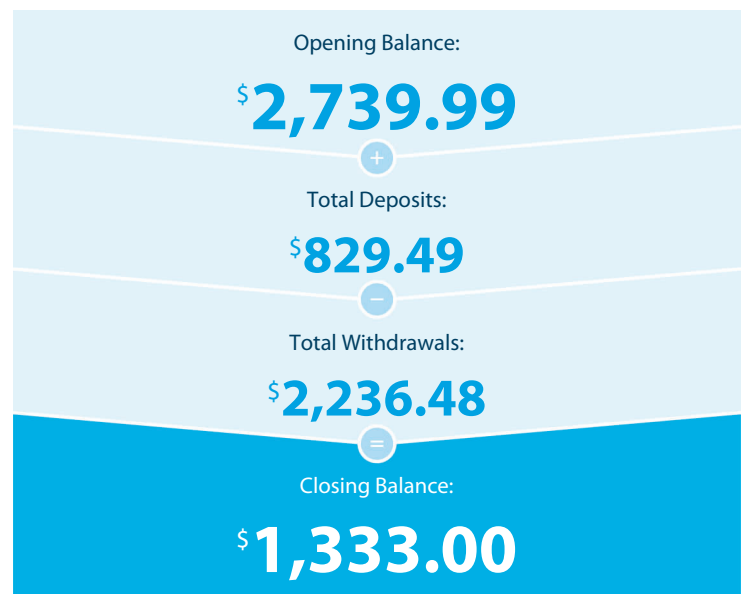 Opening Balance:
$2,739.99
+
Total Deposits:
$829.49
−
Total Withdrawals:
$2,236.48
=
Closing Balance:
$1,333.00